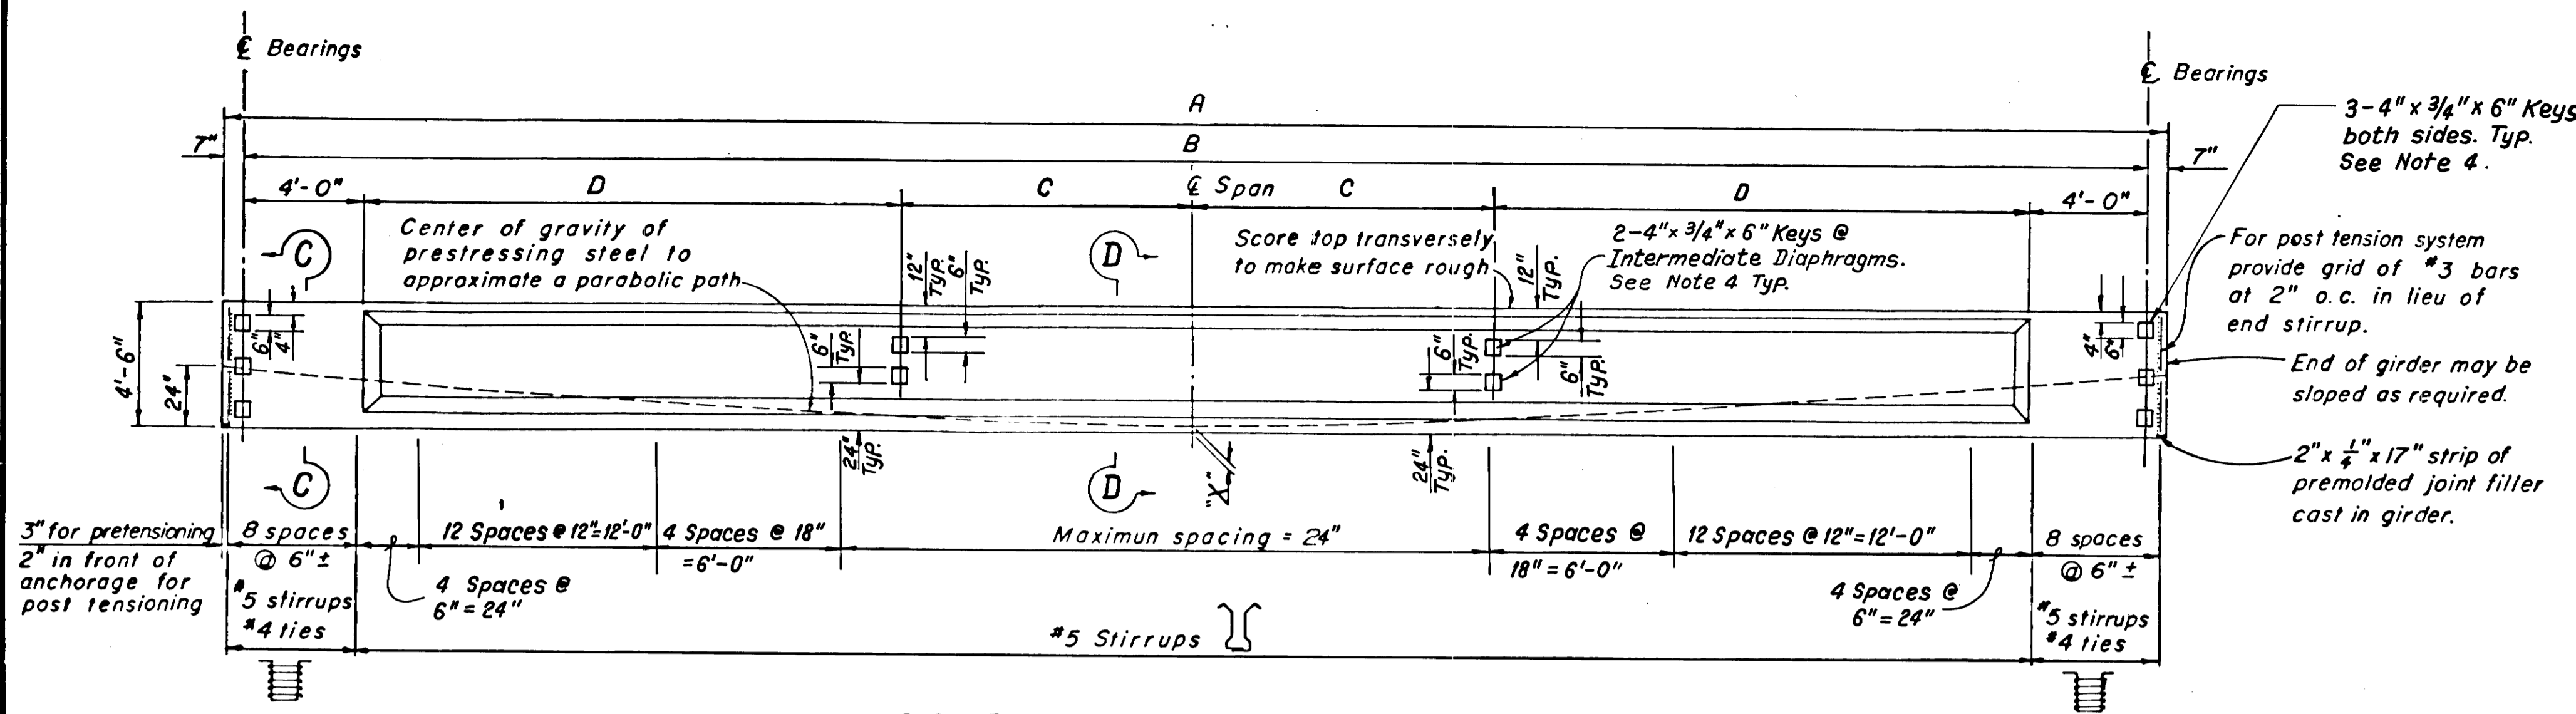 ℄ Bearings
℄ Bearings
A
3-4" x 3/4" x 6" Keys
both sides. Typ.
See Note 4.
7"
B
7"
4'-0"
D
C
℄ Span
C
D
4'-0"
Center of gravity of
prestressing steel to
approximate a parabolic path
C
D
Score top transversely
to make surface rough
2-4" x 3/4" x 6" Keys @
Intermediate Diaphragms.
See Note 4 Typ.
For post tension system
provide grid of #3 bars
at 2" o.c. in lieu of
end stirrup.
12"
Typ.
6"
Typ.
12"
Typ.
4'-6"
24"
6"
4"
6"
Typ.
6"
Typ.
6"
Typ.
4"
6"
End of girder may be
sloped as required.
24"
Typ.
24"
Typ.
C
D
"X"
2" x 1/4" x 17" strip of
premolded joint filler
cast in girder.
3" for pretensioning
2" in front of
anchorage for
post tensioning
8 spaces
@ 6" ±
12 Spaces @ 12"=12'-0"
4 Spaces @ 18"
=6'-0"
Maximun spacing = 24"
4 Spaces @
18"=6'-0"
12 Spaces @ 12"=12'-0"
8 spaces
@ 6" ±
4 Spaces @
6"=24"
4 Spaces @
6"=24"
#5 stirrups
#4 ties
#5 Stirrups
#5 stirrups
#4 ties